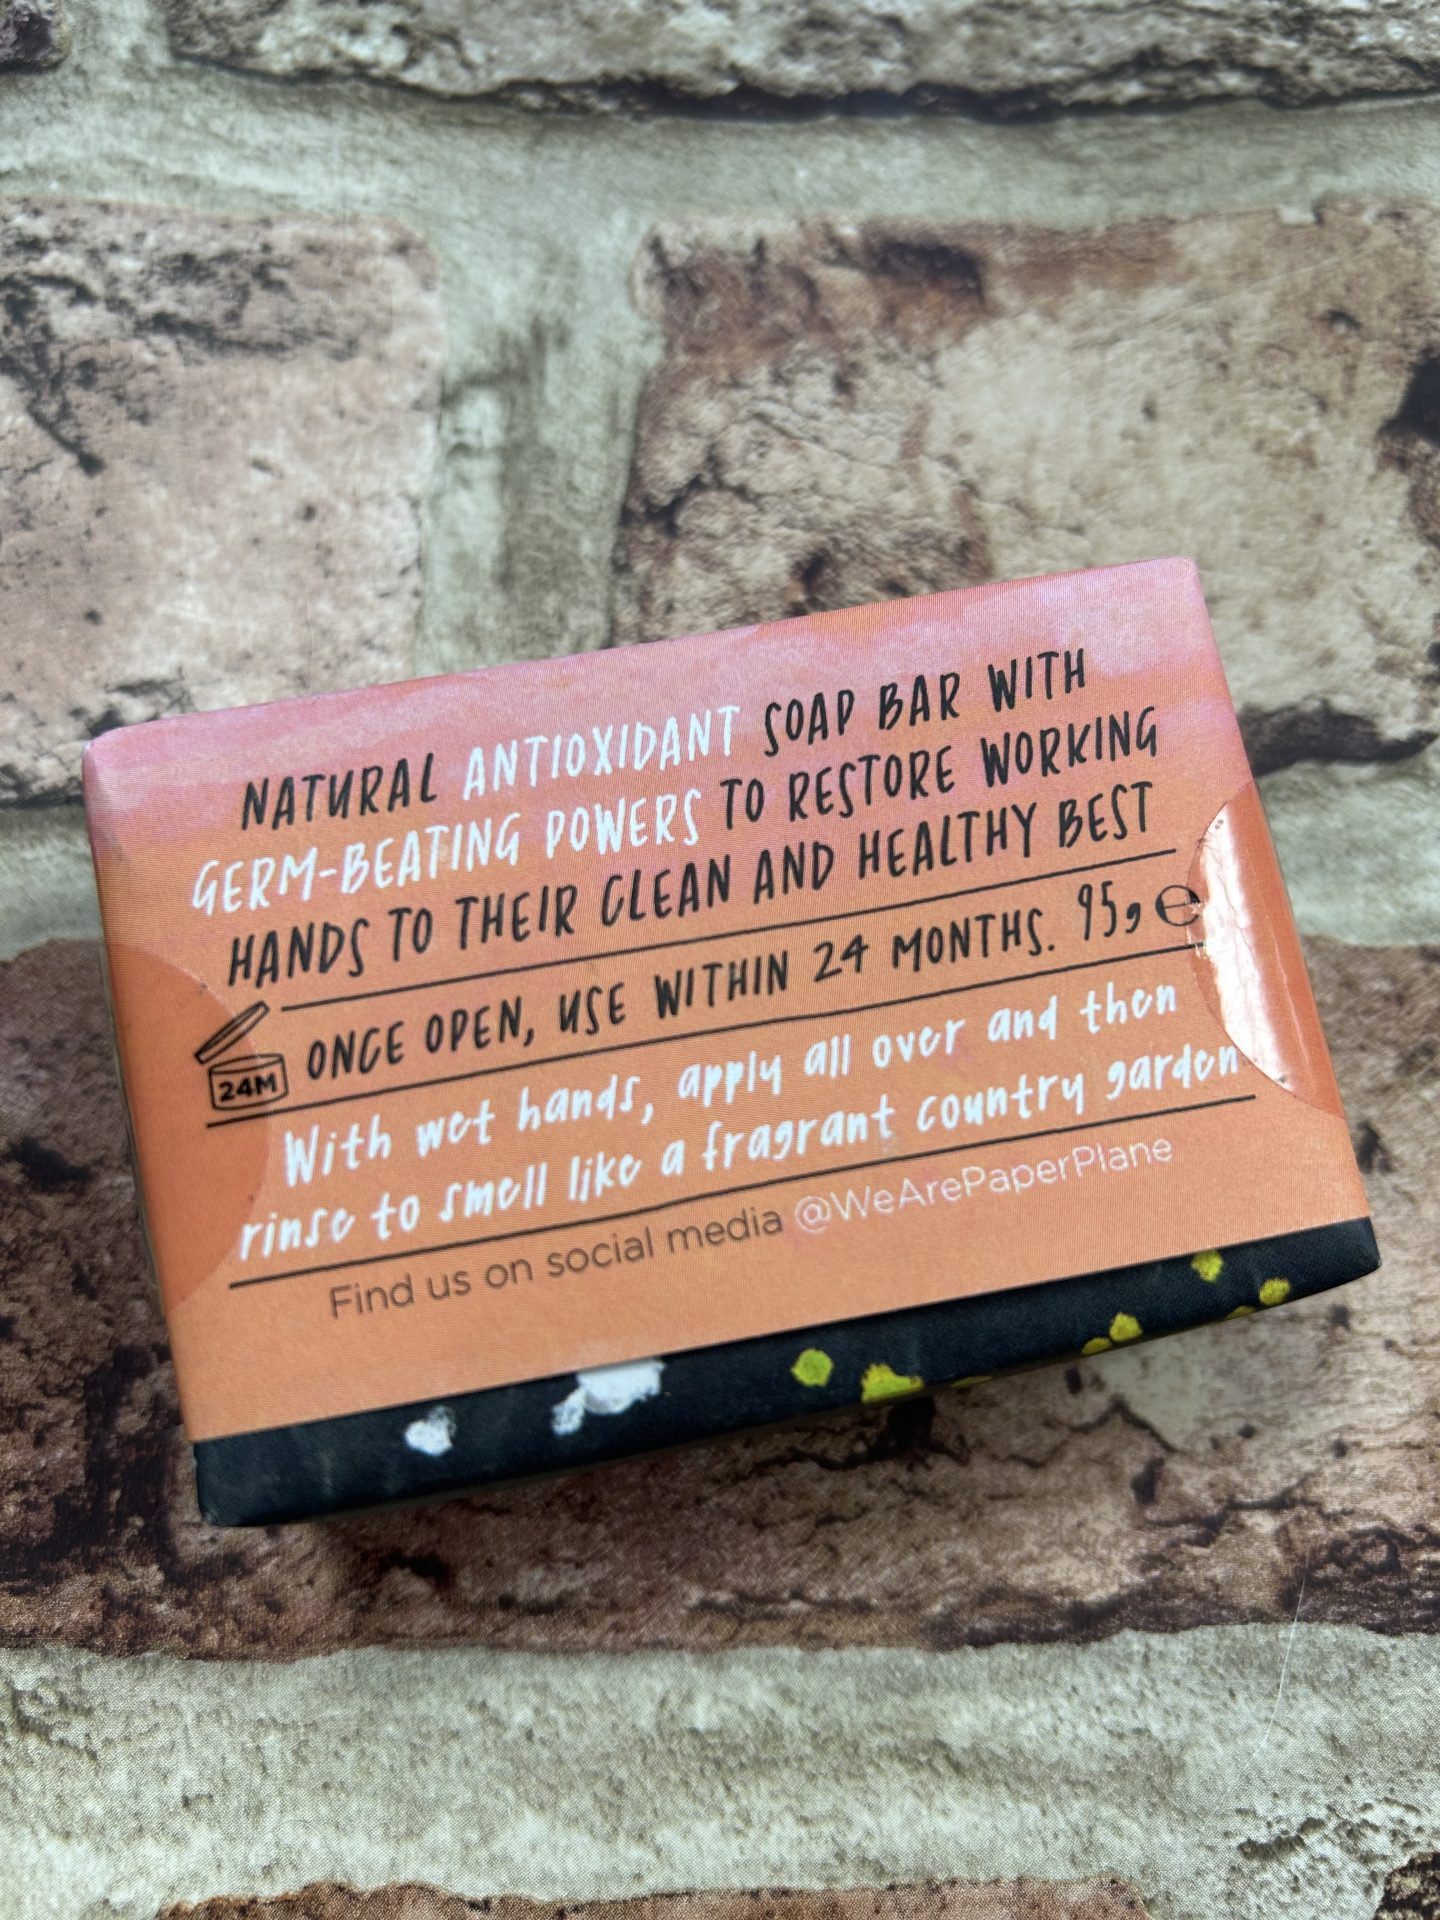 NATURAL ANTIOXIDANT SOAP BAR WITH
GERM-BEATING POWERS TO RESTORE WORKING
HANDS TO THEIR CLEAN AND HEALTHY BEST
24M
ONCE OPEN, USE WITHIN 24 MONTHS. 95g ℮
With wet hands, apply all over and then
rinse to smell like a fragrant country garden
Find us on social media @WeArePaperPlane